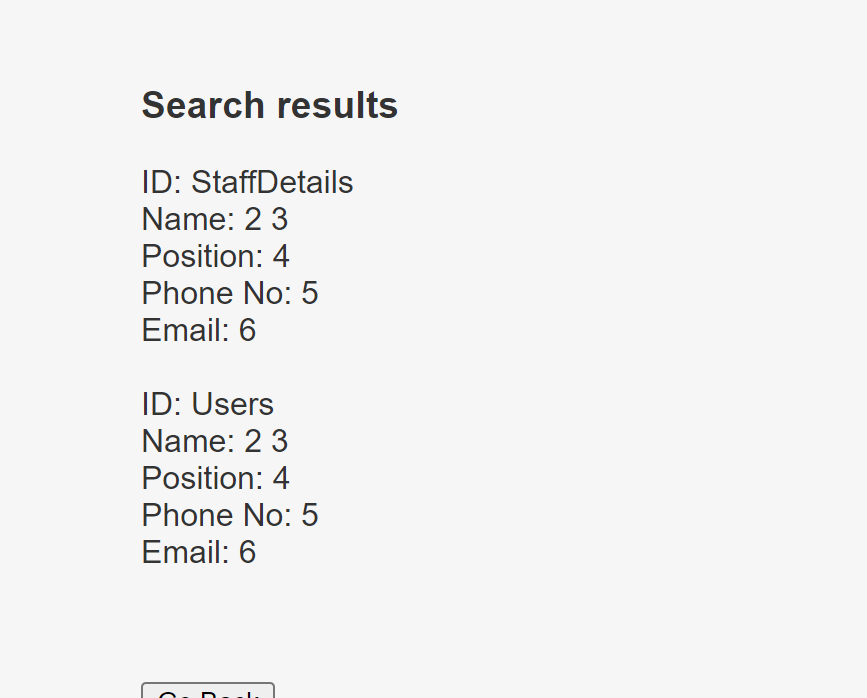 Search results
ID: StaffDetails
Name: 2 3
Position: 4
Phone No: 5
Email: 6
ID: Users
Name: 2 3
Position: 4
Phone No: 5
Email: 6
Go Back